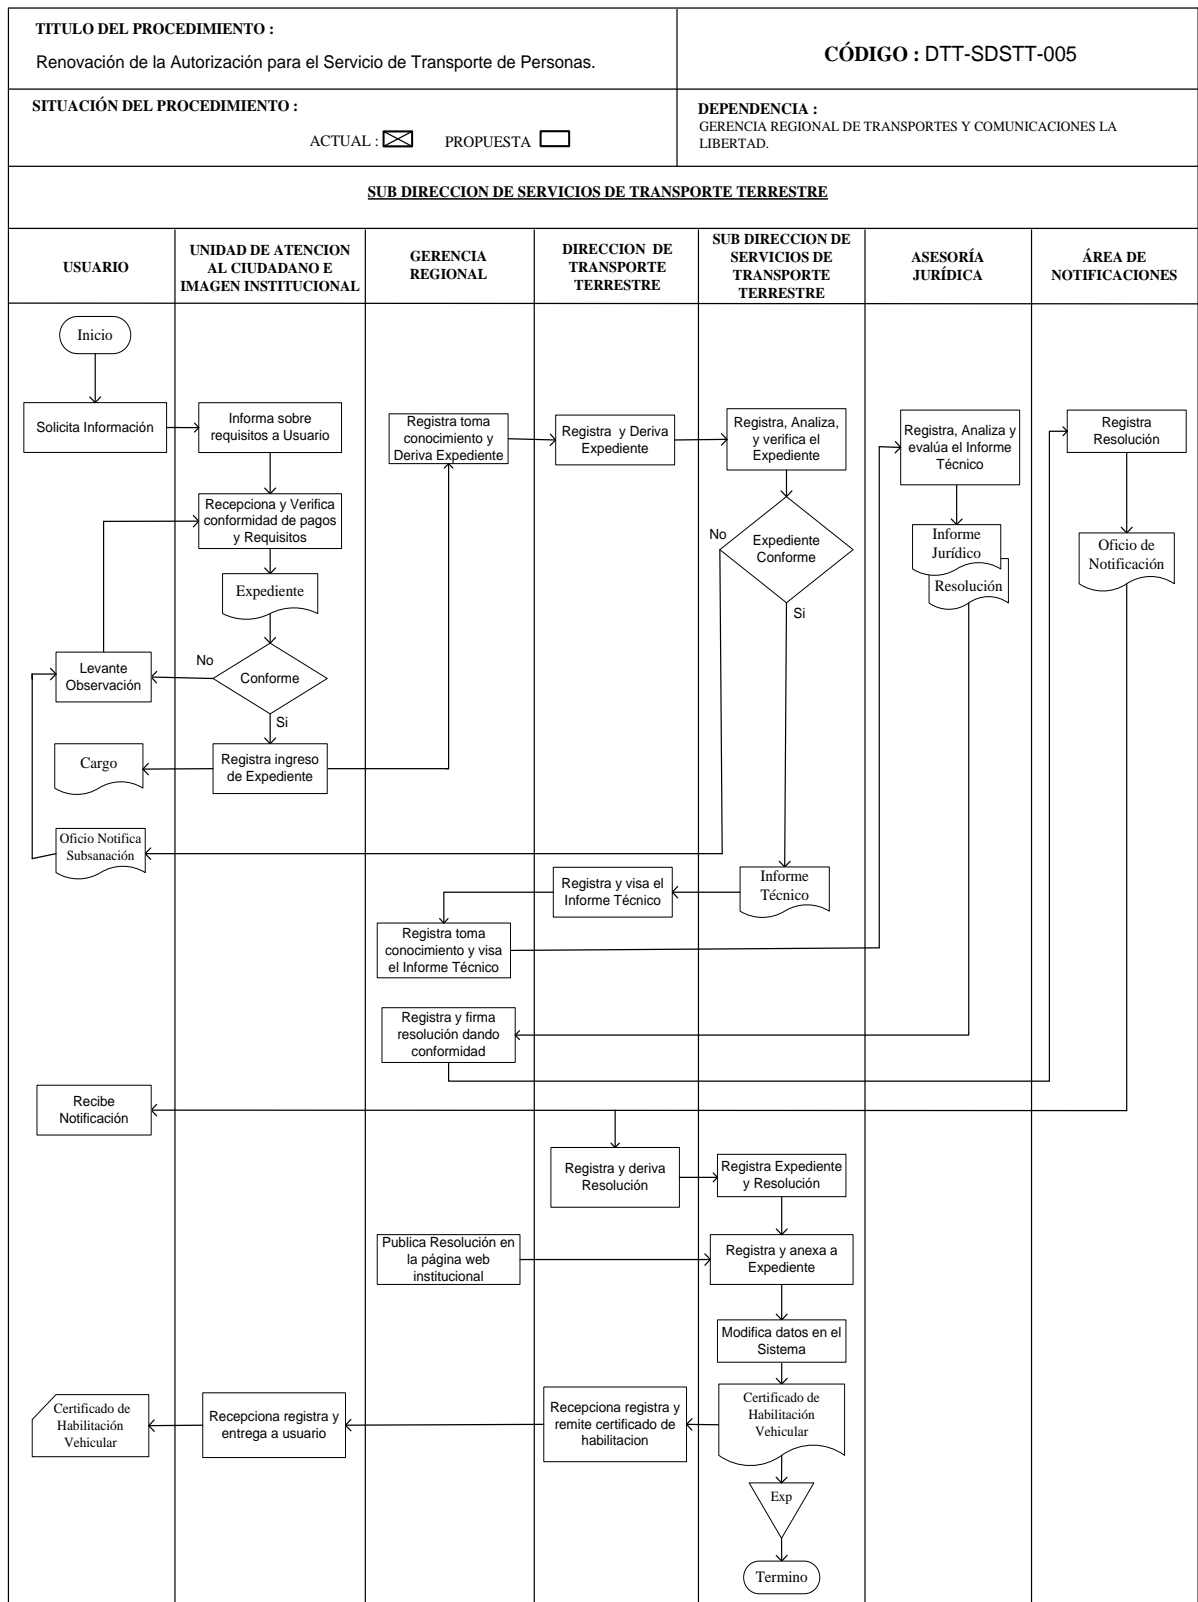 TITULO DEL PROCEDIMIENTO :
Renovación de la Autorización para el Servicio de Transporte de Personas.
CÓDIGO : DTT-SDSTT-005
SITUACIÓN DEL PROCEDIMIENTO :
ACTUAL :
PROPUESTA
DEPENDENCIA :
GERENCIA REGIONAL DE TRANSPORTES Y COMUNICACIONES LA
LIBERTAD.
SUB DIRECCION DE SERVICIOS DE TRANSPORTE TERRESTRE
USUARIO
UNIDAD DE ATENCION
AL CIUDADANO E
IMAGEN INSTITUCIONAL
GERENCIA
REGIONAL
DIRECCION DE
TRANSPORTE
TERRESTRE
SUB DIRECCION DE
SERVICIOS DE
TRANSPORTE
TERRESTRE
ASESORÍA
JURÍDICA
ÁREA DE
NOTIFICACIONES
Inicio
Solicita Información
Informa sobre
requisitos a Usuario
Registra toma
conocimiento y
Deriva Expediente
Registra y Deriva
Expediente
Registra, Analiza,
y verifica el
Expediente
Registra, Analiza y
evalúa el Informe
Técnico
Registra
Resolución
Recepciona y Verifica
conformidad de pagos
y Requisitos
No
Expediente
Conforme
Si
Informe
Jurídico
Resolución
Oficio de
Notificación
Expediente
Levante
Observación
No
Conforme
Si
Cargo
Registra ingreso
de Expediente
Oficio Notifica
Subsanación
Registra y visa el
Informe Técnico
Informe
Técnico
Registra toma
conocimiento y visa
el Informe Técnico
Registra y firma
resolución dando
conformidad
Recibe
Notificación
Registra y deriva
Resolución
Registra Expediente
y Resolución
Publica Resolución en
la página web
institucional
Registra y anexa a
Expediente
Modifica datos en el
Sistema
Certificado de
Habilitación
Vehicular
Recepciona registra y
entrega a usuario
Recepciona registra y
remite certificado de
habilitacion
Certificado de
Habilitación
Vehicular
Exp
Termino